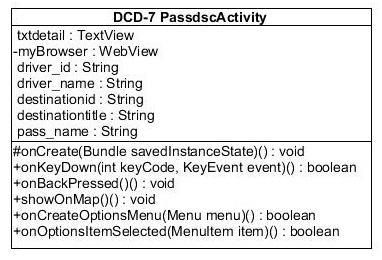 DCD-7 PassdscActivity
txtdetail : TextView
-myBrowser : WebView
driver_id : String
driver_name : String
destinationid : String
destinationtitle : String
pass_name : String
#onCreate(Bundle savedInstanceState)() : void
+onKeyDown(int keyCode, KeyEvent event)() : boolean
+onBackPressed()() : void
+showOnMap()() : void
+onCreateOptionsMenu(Menu menu)() : boolean
+onOptionsItemSelected(MenuItem item)() : boolean